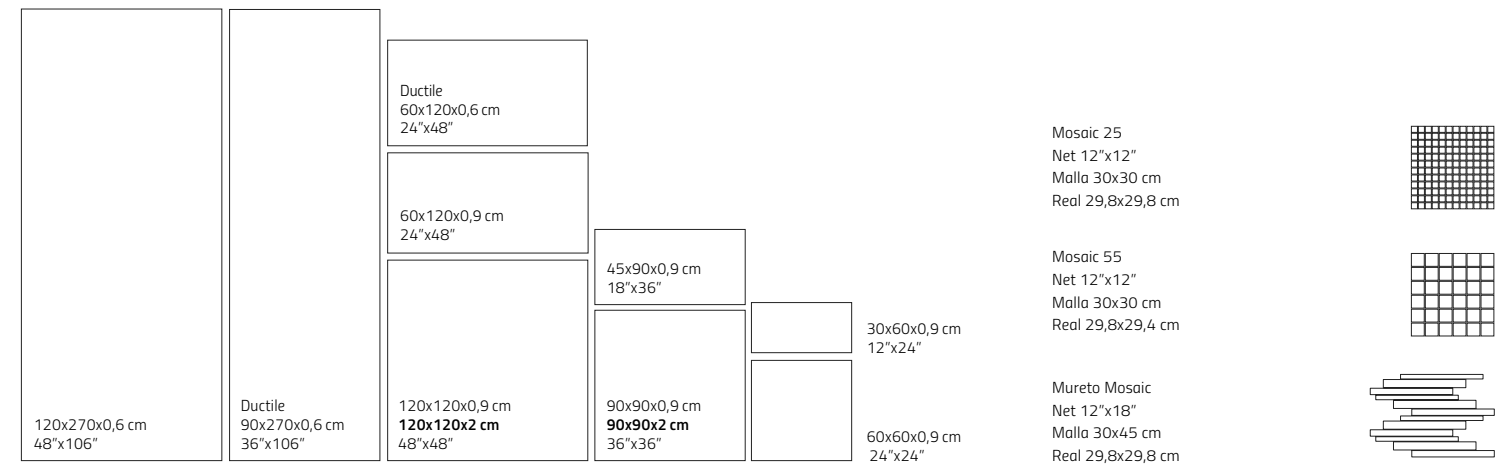 120x270x0,6 cm
48”x106”
Ductile
90x270x0,6 cm
36”x106”
Ductile
60x120x0,6 cm
24”x48”
60x120x0,9 cm
24”x48”
120x120x0,9 cm
120x120x2 cm
48”x48”
45x90x0,9 cm
18”x36”
90x90x0,9 cm
90x90x2 cm
36”x36”
30x60x0,9 cm
12”x24”
60x60x0,9 cm
24”x24”
Mosaic 25
Net 12”x12”
Malla 30x30 cm
Real 29,8x29,8 cm
Mosaic 55
Net 12”x12”
Malla 30x30 cm
Real 29,8x29,4 cm
Mureto Mosaic
Net 12”x18”
Malla 30x45 cm
Real 29,8x29,8 cm